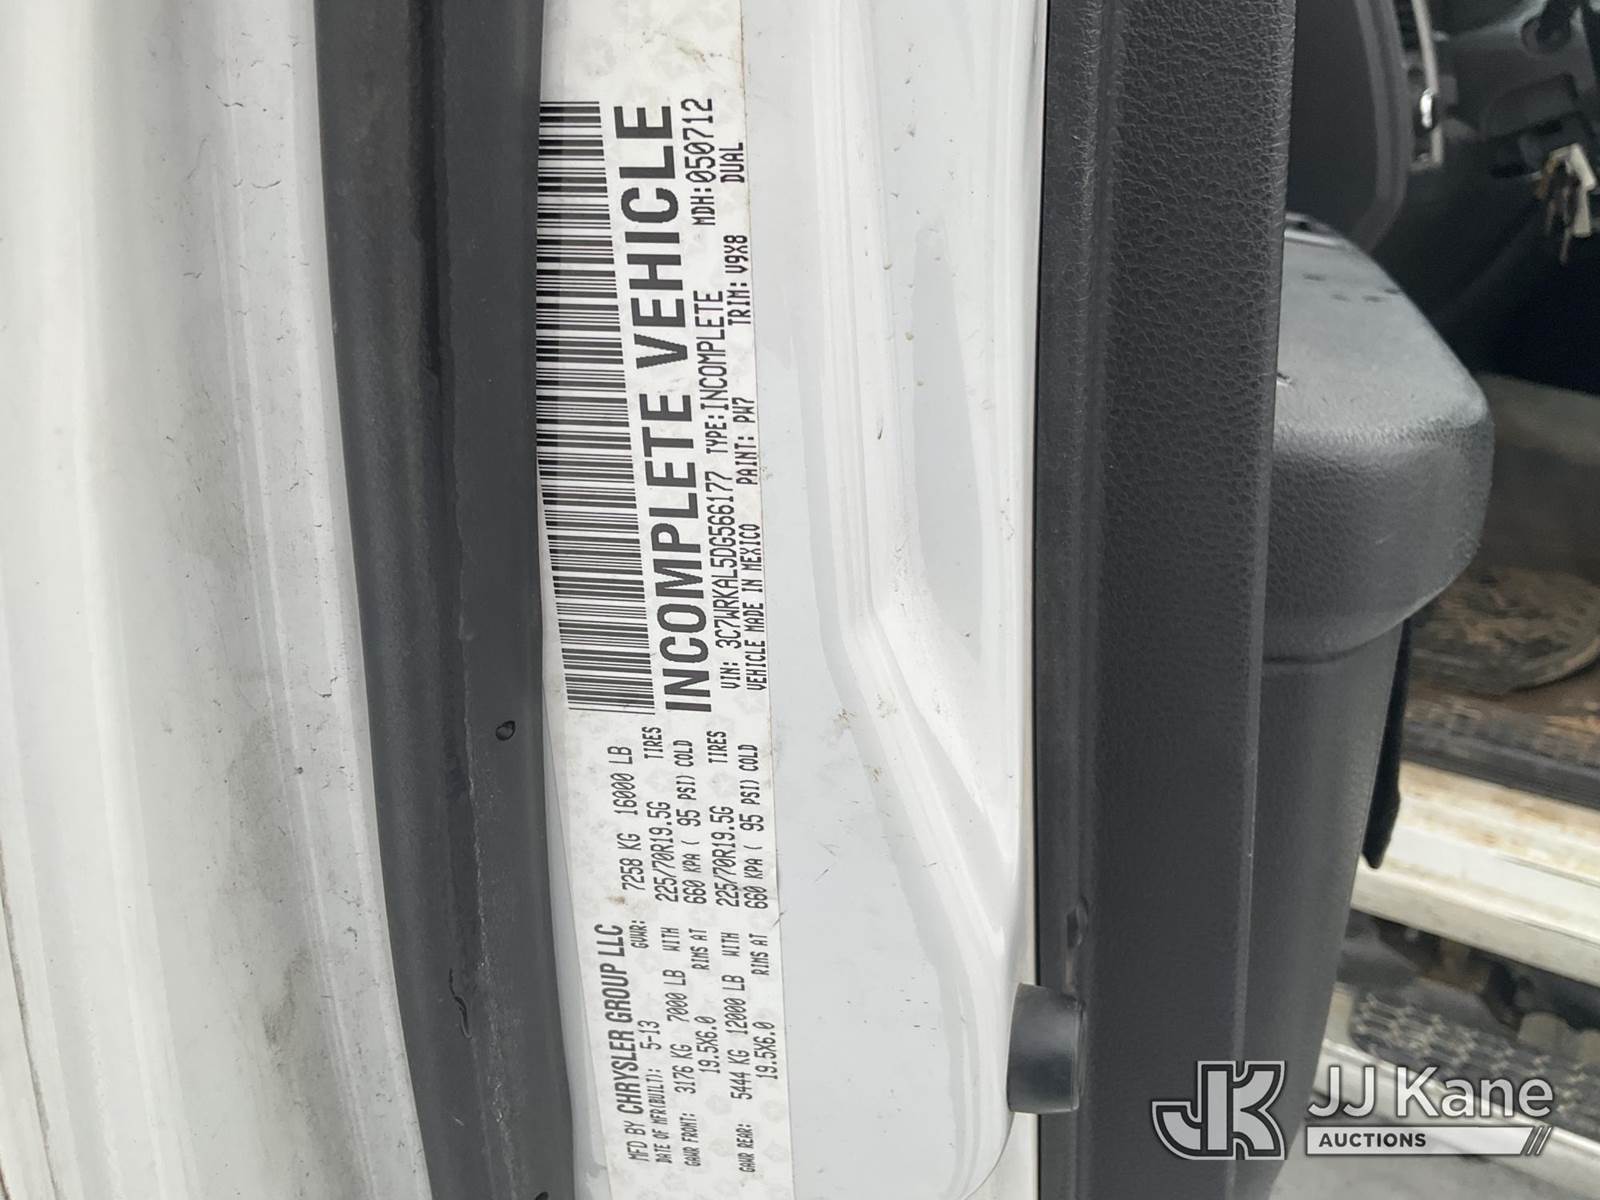 MFD BY CHRYSLER GROUP LLC
DATE OF MFR(BUILT): 5-13 GVWR: 7258 KG 16000 LB
GAWR FRONT: 3176 KG 7000 LB WITH 225/70R19.5G TIRES
19.5X6.0 RIMS AT 660 KPA ( 95 PSI) COLD
GAWR REAR: 5444 KG 12000 LB WITH 225/70R19.5G TIRES
19.5X6.0 RIMS AT 660 KPA ( 95 PSI) COLD
INCOMPLETE VEHICLE
VIN: 3C7WRKAL5DG566177 TYPE:INCOMPLETE MDH:050712
VEHICLE MADE IN MEXICO PAINT: PW7 TRIM: V9X8 DUAL
JK JJ Kane
AUCTIONS